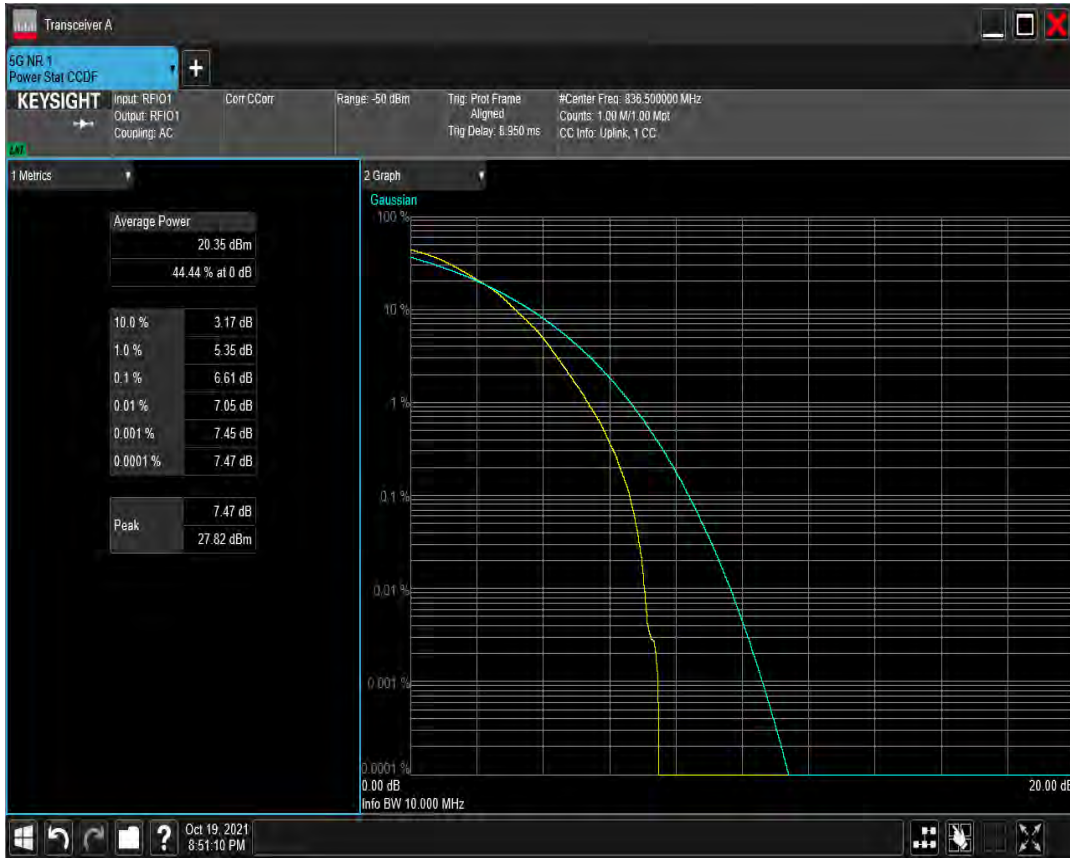 Transceiver A
5G NR 1
Power Stat CCDF
+
KEYSIGHT
Input: RFIO1
Output: RFIO1
Coupling: AC
Corr CCorr
Range: -50 dBm
Trig: Prot Frame
Aligned
Trig Delay: 8.950 ms
#Center Freq: 836.500000 MHz
Counts: 1.00 M/1.00 Mpt
CC Info: Uplink, 1 CC
1 Metrics
Average Power
20.35 dBm
44.44 % at 0 dB
10.0 % 3.17 dB
1.0 % 5.35 dB
0.1 % 6.61 dB
0.01 % 7.05 dB
0.001 % 7.45 dB
0.0001 % 7.47 dB
Peak 7.47 dB
27.82 dBm
2 Graph
Gaussian
100 %
10 %
1 %
0.1 %
0.01 %
0.001 %
0.0001 %
0.00 dB 20.00 dB
Info BW 10.000 MHz
? Oct 19, 2021
8:51:10 PM